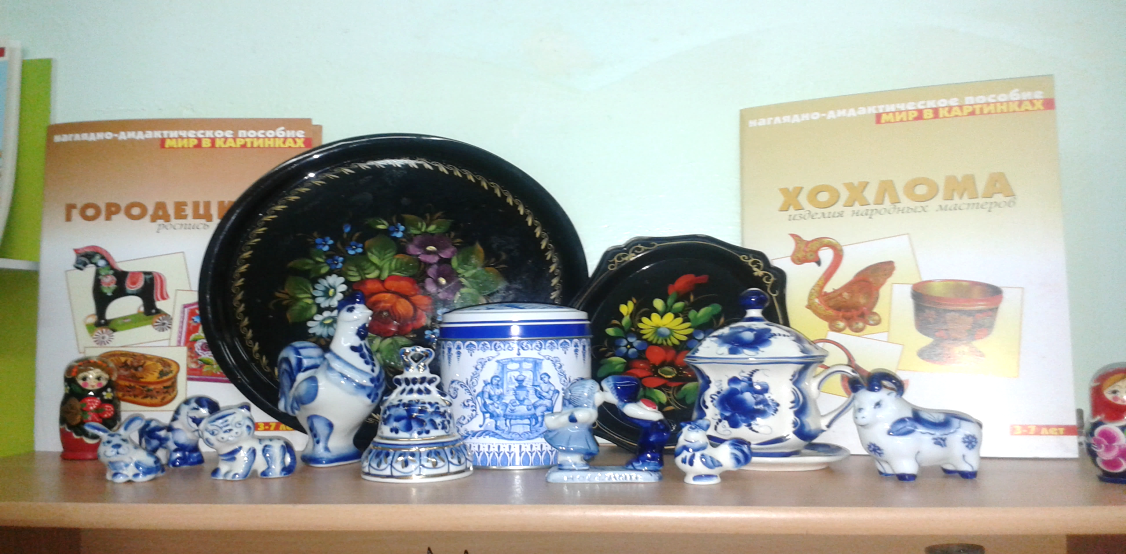 наглядно-дидактическое пособие
МИР В КАРТИНКАХ
ГОРОДЕЦ
роспись
наглядно-дидактическое пособие
МИР В КАРТИНКАХ
ХОХЛОМА
изделия народных мастеров
3-7
3-7 лет